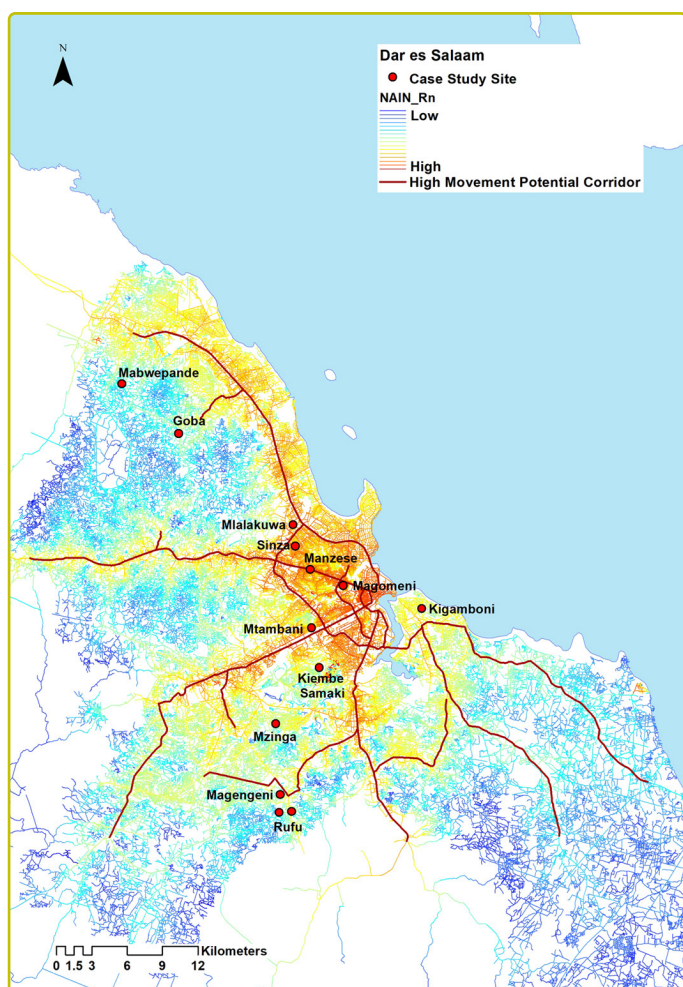 N
Dar es Salaam
Case Study Site
NAIN_Rn
Low
High
High Movement Potential Corridor
Mabwepande
Goba
Mlalakuwa
Sinza
Manzese
Magomeni
Kigamboni
Mtambani
Kiembe
Samaki
Mzinga
Magengeni
Rufu
Kilometers
0 1.5 3 6 9 12